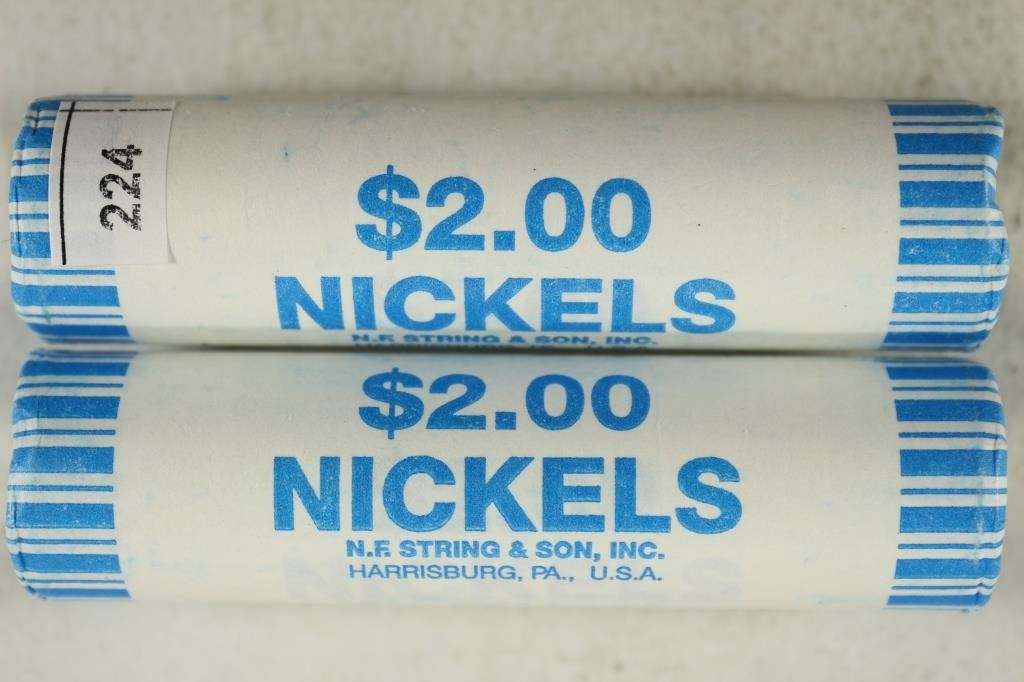 224
$2.00
NICKELS
N.F. STRING & SON, INC.
$2.00
NICKELS
N.F. STRING & SON, INC.
HARRISBURG, PA., U.S.A.